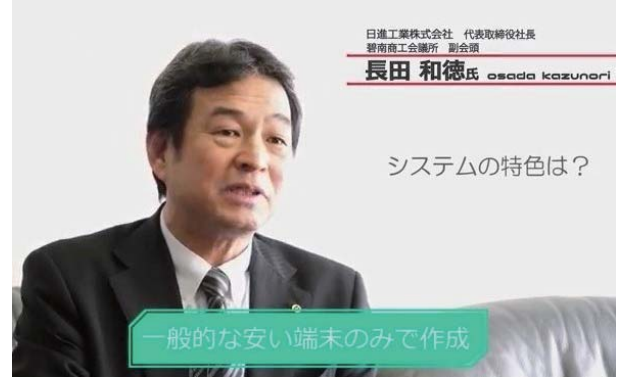 日進工業株式会社 代表取締役社長
碧南商工会議所 副会頭
長田 和徳氏 osada kazunori
システムの特色は?
一般的な安い端末のみで作成